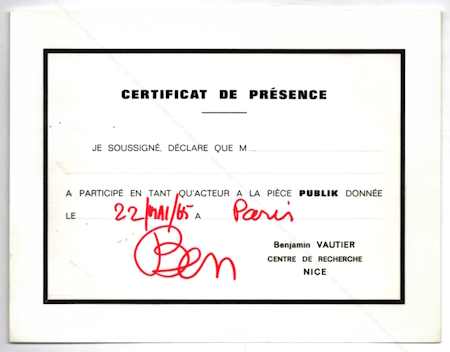 CERTIFICAT DE PRÉSENCE
JE SOUSSIGNÉ, DÉCLARE QUE M
A PARTICIPÉ EN TANT QU'ACTEUR A LA PIÈCE PUBLIK DONNÉE
LE 22/MAI/65 A Paris
Ben
Benjamin VAUTIER
CENTRE DE RECHERCHE
NICE